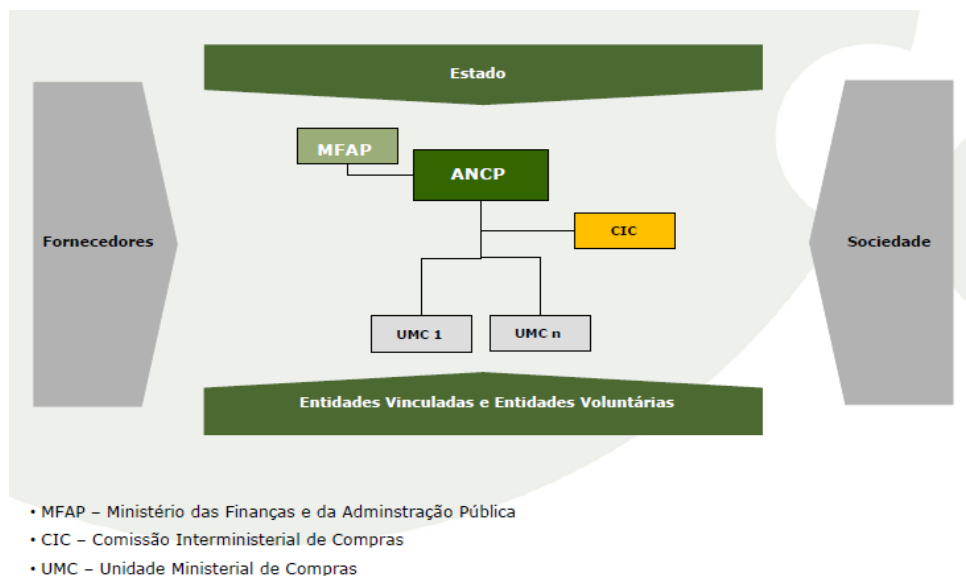 Estado
MFAP
ANCP
CIC
Fornecedores
Sociedade
UMC 1
UMC n
Entidades Vinculadas e Entidades Voluntárias
• MFAP – Ministério das Finanças e da Adminstração Pública
• CIC – Comissão Interministerial de Compras
• UMC – Unidade Ministerial de Compras